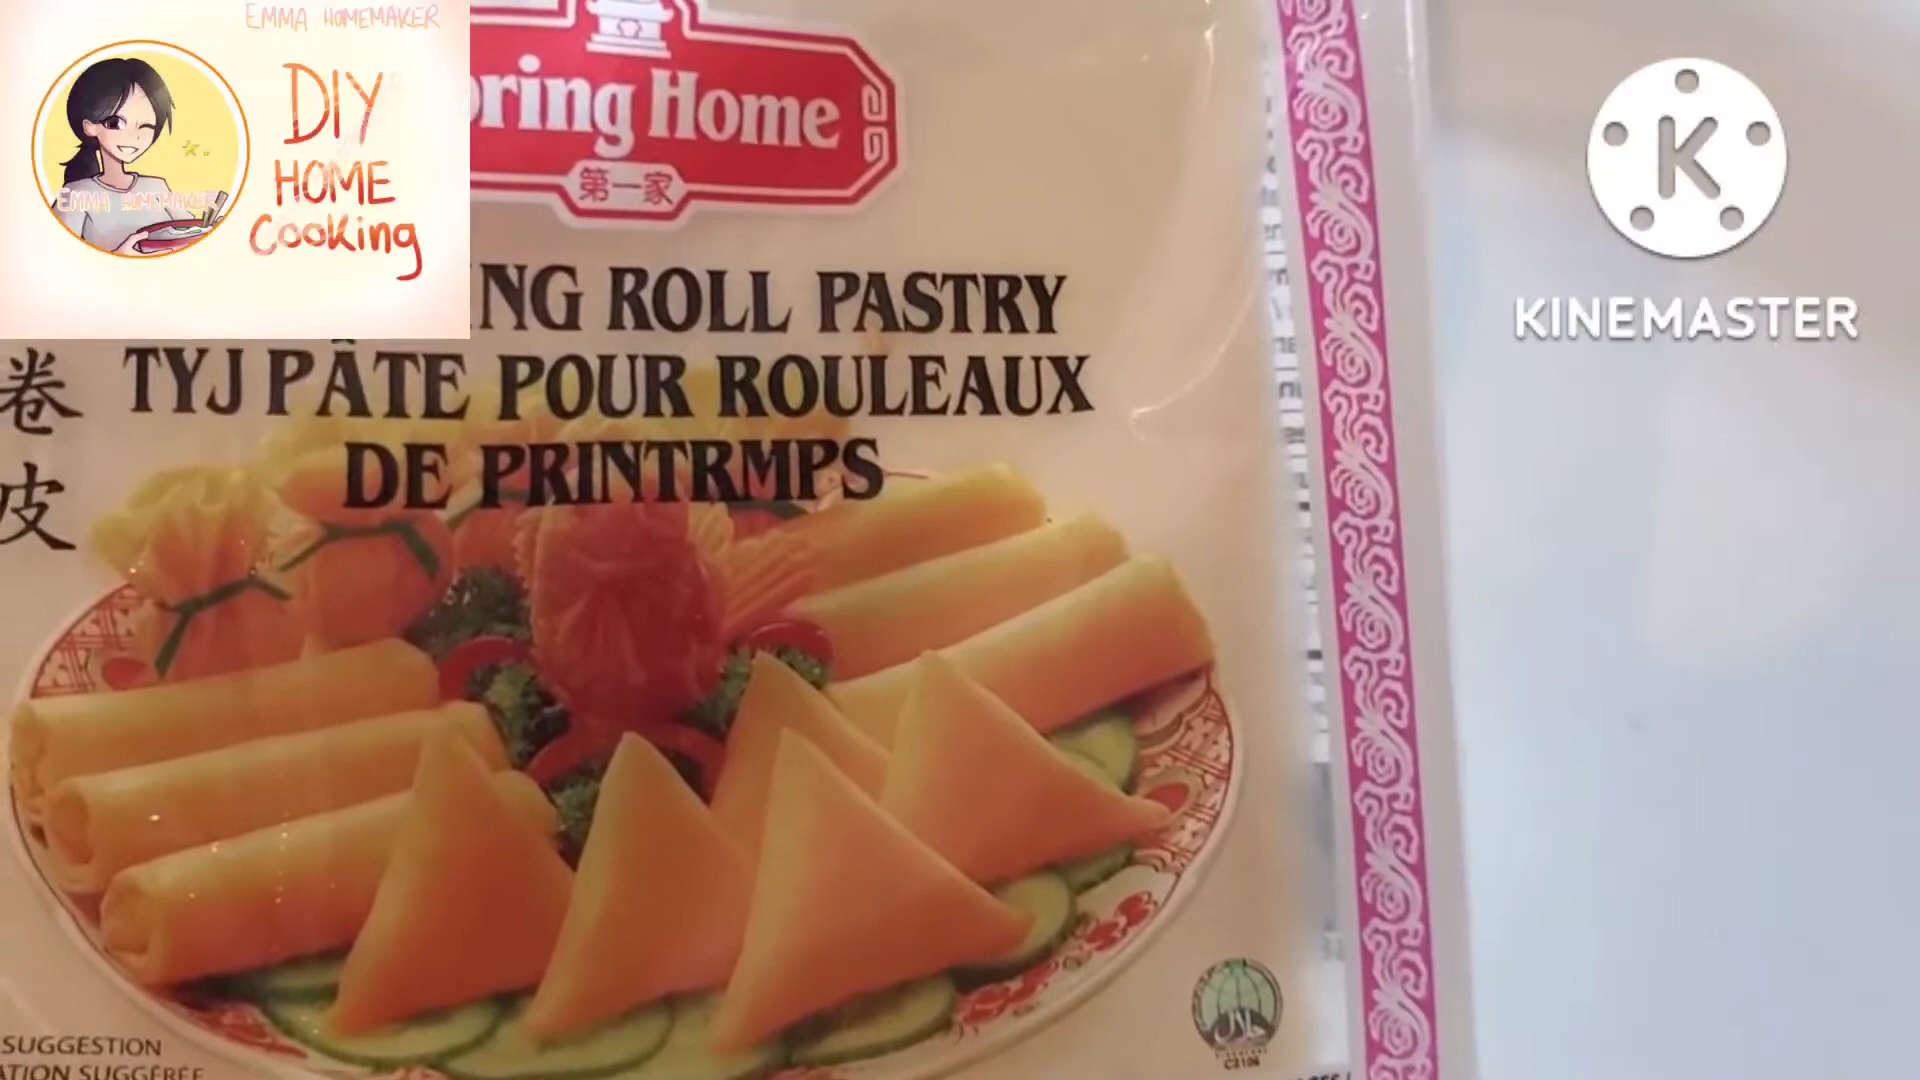 EMMA HOMEMAKER
DIY
HOME
Cooking
EMMA HOMEMAKER
pring Home
第一家
ING ROLL PASTRY
TYJ PÂTE POUR ROULEAUX
DE PRINTRMPS
卷
皮
SUGGESTION
ATION SUGGÉRÉE
K
KINEMASTER